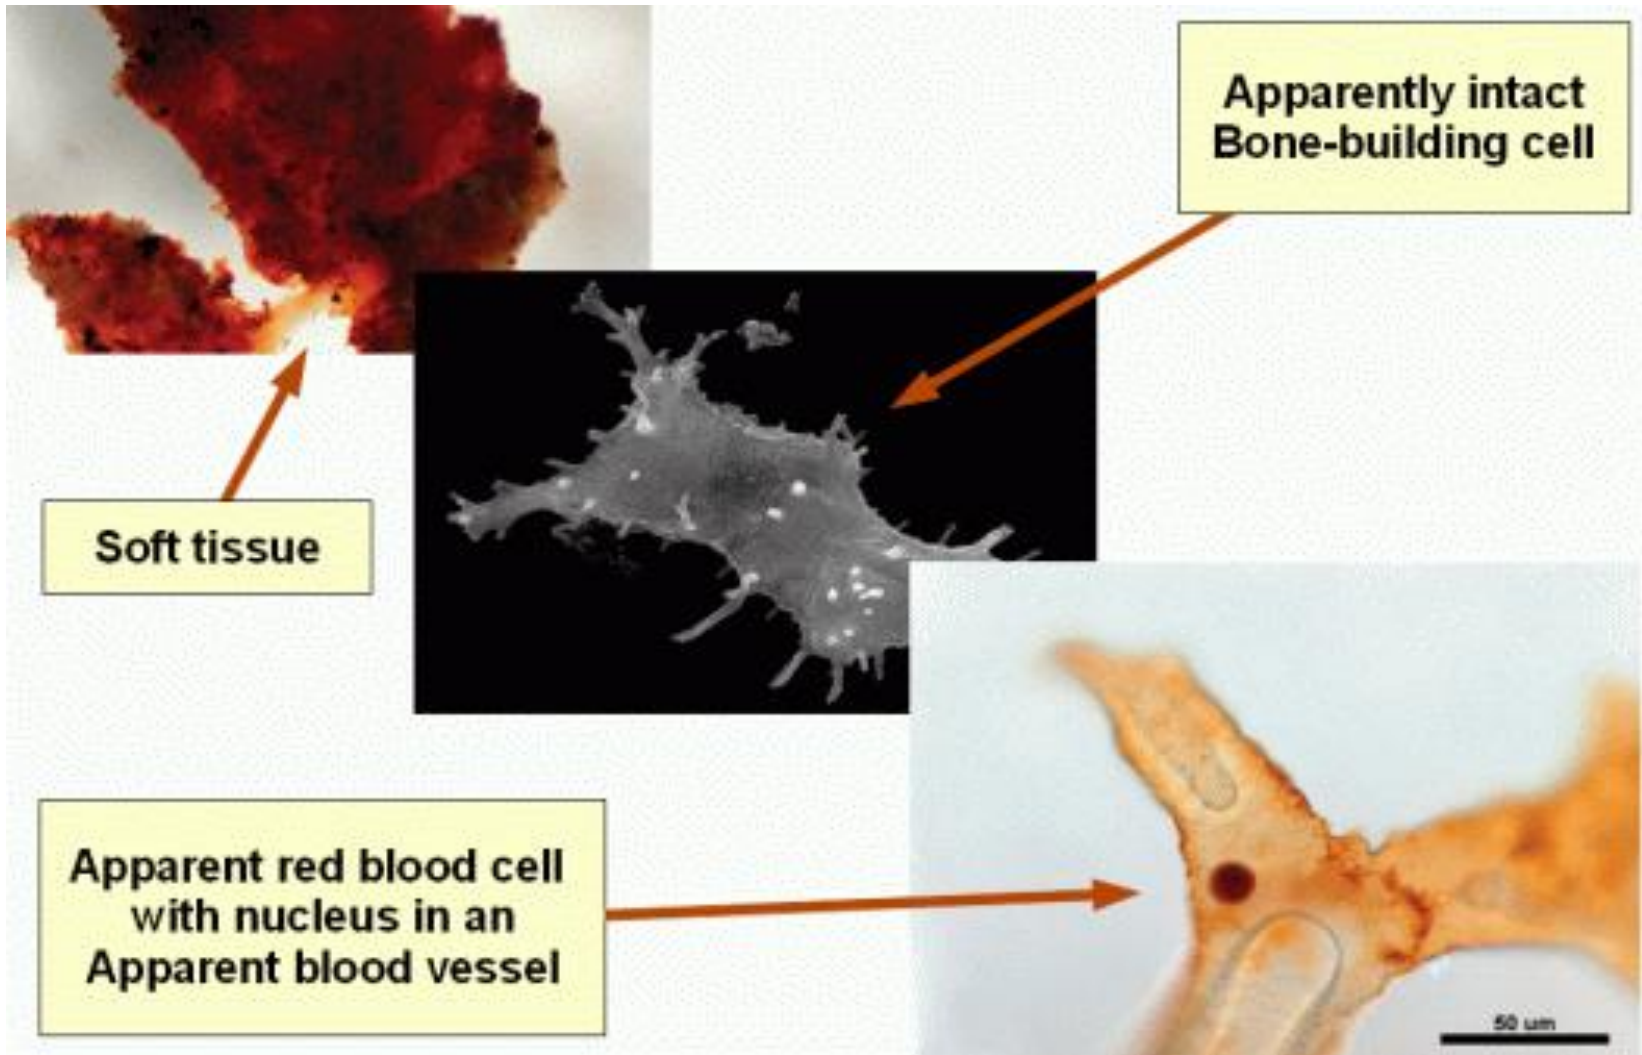 Apparently intact
Bone-building cell
Soft tissue
Apparent red blood cell
with nucleus in an
Apparent blood vessel
50 um